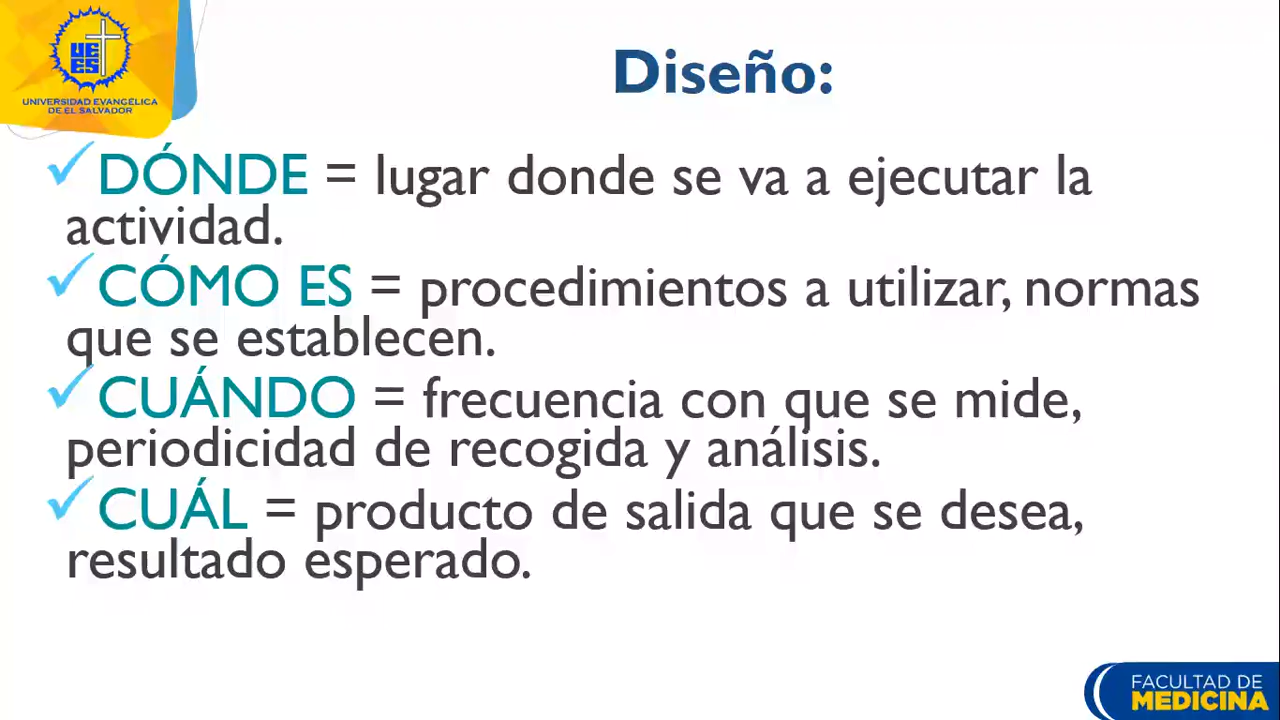 UE
ES
UNIVERSIDAD EVANGÉLICA
DE EL SALVADOR
Diseño:
✓DÓNDE = lugar donde se va a ejecutar la
actividad.
✓CÓMO ES = procedimientos a utilizar, normas
que se establecen.
✓CUÁNDO = frecuencia con que se mide,
periodicidad de recogida y análisis.
✓CUÁL = producto de salida que se desea,
resultado esperado.
FACULTAD DE
MEDICINA